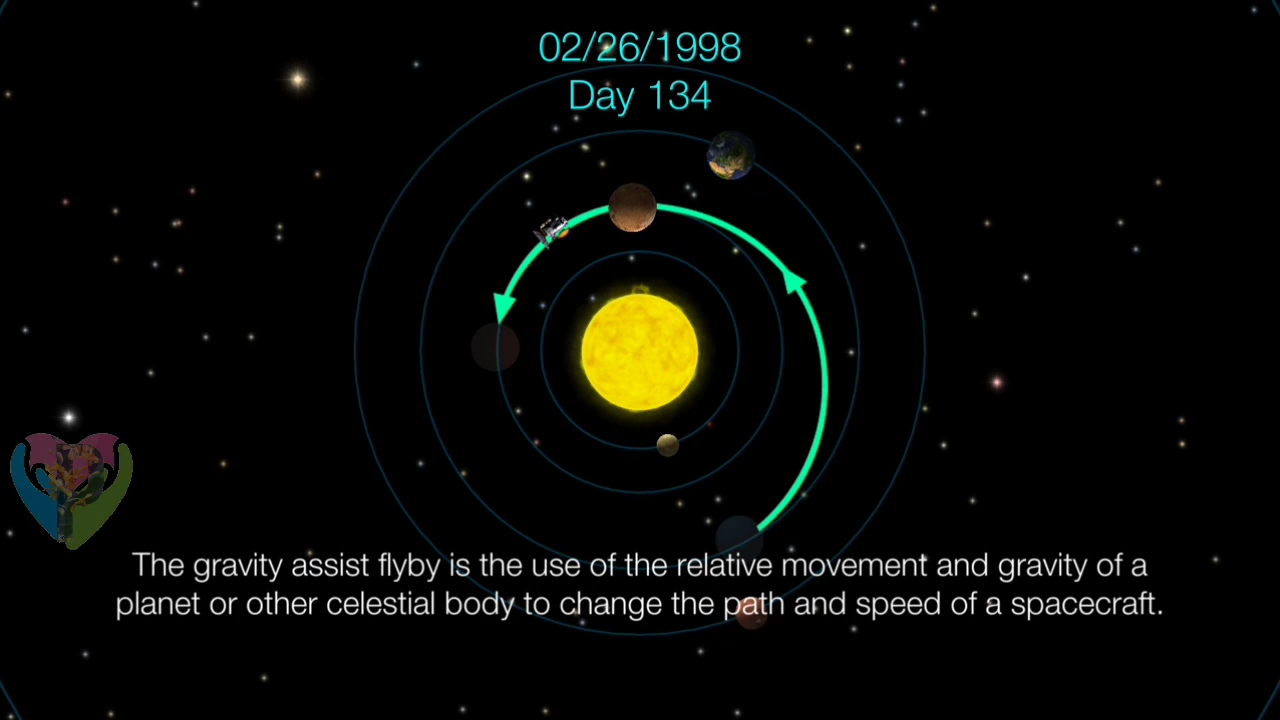 02/26/1998
Day 134
The gravity assist flyby is the use of the relative movement and gravity of a
planet or other celestial body to change the path and speed of a spacecraft.